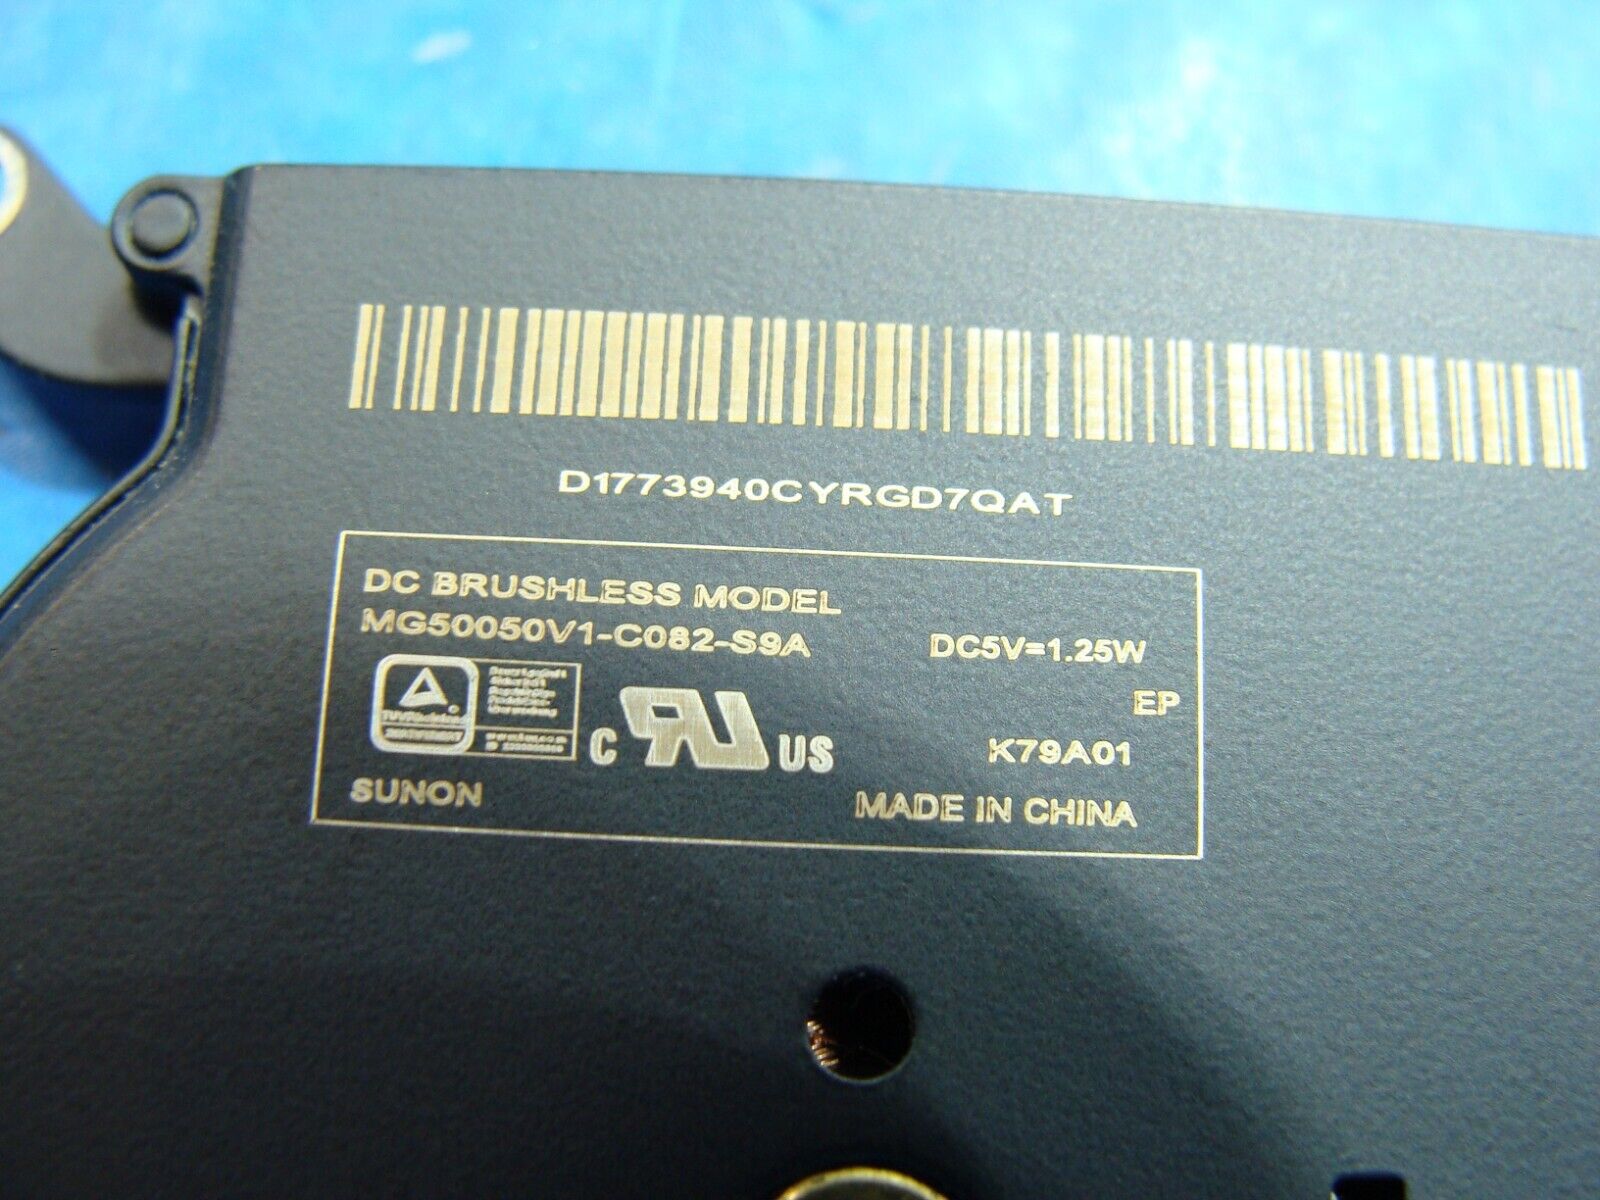 D1773940CYRGD7QAT
DC BRUSHLESS MODEL
MG50050V1-C082-S9A DC5V=1.25W
EP
C US
K79A01
SUNON MADE IN CHINA